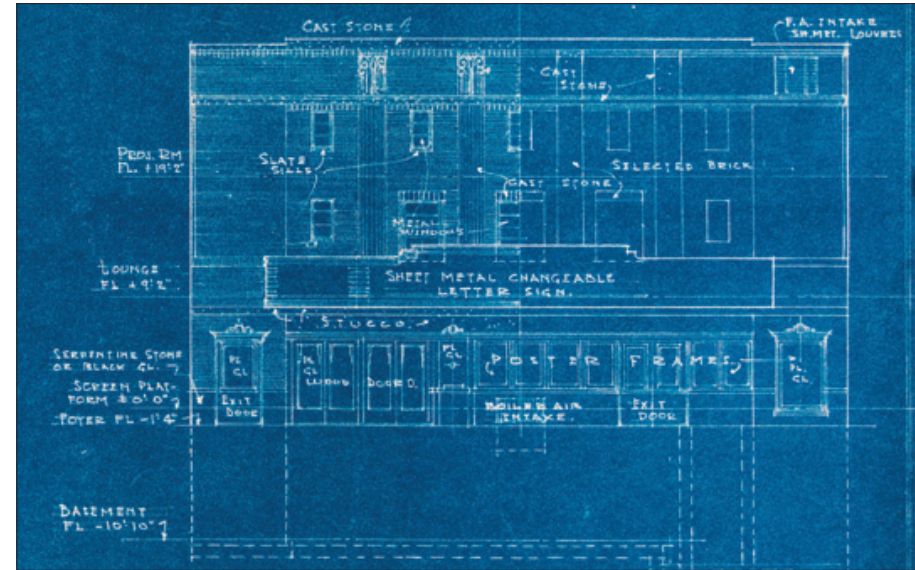 CAST STONE
F.A. INTAKE
SH. MET. LOUVRES
CAST
STONE
PROJ. RM
FL. +19'2"
SLATE
SILLS
SELECTED BRICK
CAST STONE
METAL
WINDOWS
LOUNGE
FL +9'2"
SHEET METAL CHANGEABLE
LETTER SIGN.
STUCCO
SERPENTINE STONE
OR BLACK GL.
PL.
GL.
PL
GL
WOOD
DOOR
PL
GL
POSTER FRAMES
PL.
GL.
SCREEN PLAT-
FORM ±0'0"
EXIT
DOOR
BOILER AIR
INTAKE.
EXIT
DOOR
FOYER FL -1'4"
BASEMENT
FL -10'10"